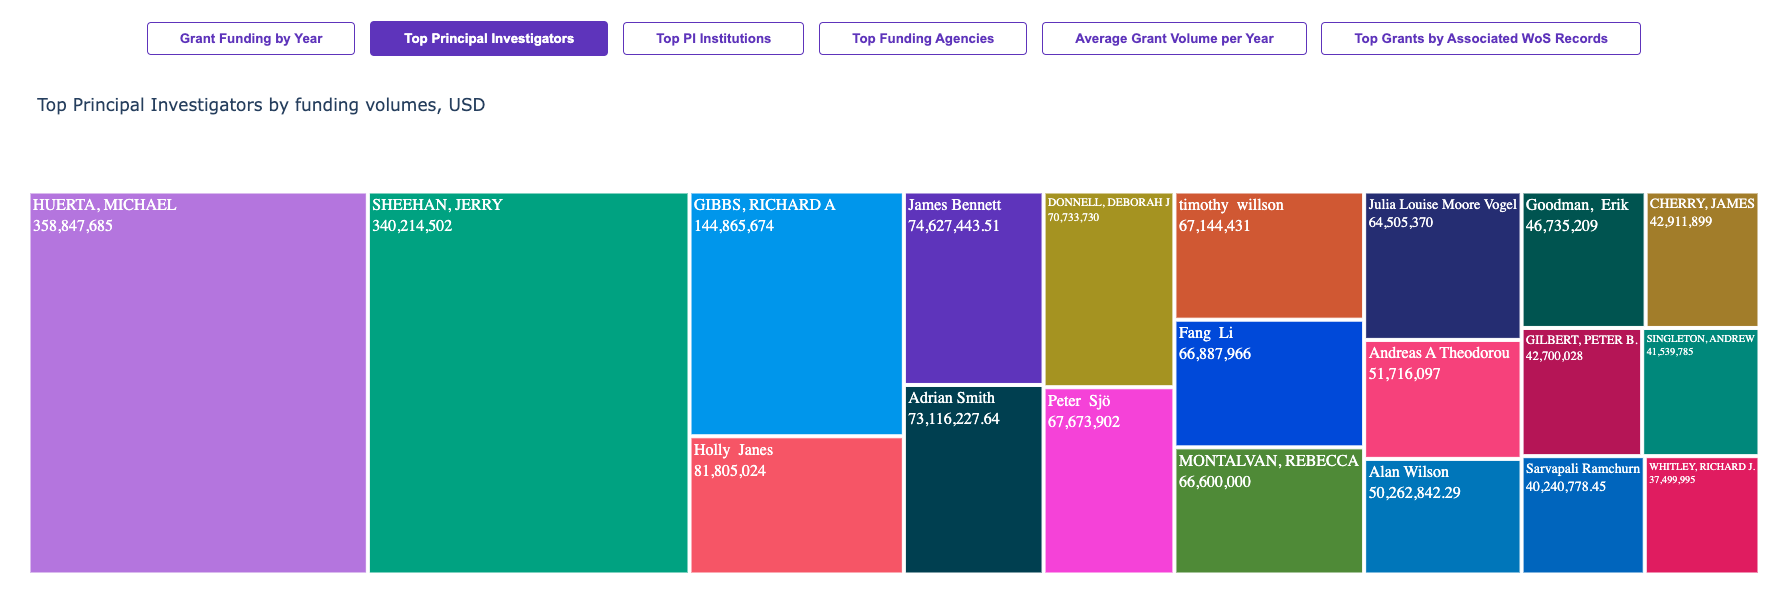 Grant Funding by Year
Top Principal Investigators
Top PI Institutions
Top Funding Agencies
Average Grant Volume per Year
Top Grants by Associated WoS Records
Top Principal Investigators by funding volumes, USD
HUERTA, MICHAEL
358,847,685
SHEEHAN, JERRY
340,214,502
GIBBS, RICHARD A
144,865,674
Holly  Janes
81,805,024
James Bennett
74,627,443.51
Adrian Smith
73,116,227.64
DONNELL, DEBORAH J
70,733,730
Peter  Sjö
67,673,902
timothy  willson
67,144,431
Fang  Li
66,887,966
MONTALVAN, REBECCA
66,600,000
Julia Louise Moore Vogel
64,505,370
Andreas A Theodorou
51,716,097
Alan Wilson
50,262,842.29
Goodman,  Erik
46,735,209
CHERRY, JAMES
42,911,899
GILBERT, PETER B.
42,700,028
SINGLETON, ANDREW
41,539,785
Sarvapali Ramchurn
40,240,778.45
WHITLEY, RICHARD J.
37,499,995